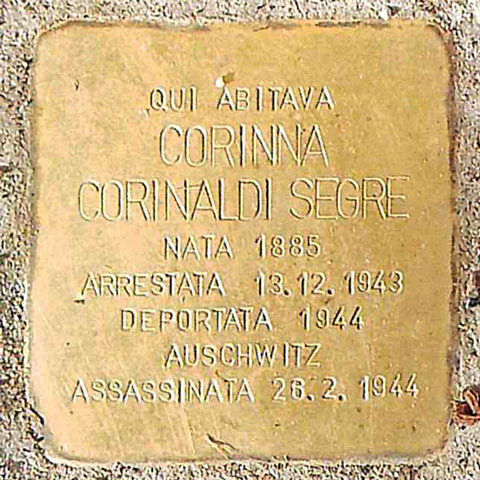 QUI ABITAVA
CORINNA
CORINALDI SEGRE
NATA 1885
ARRESTATA 13.12.1943
DEPORTATA 1944
AUSCHWITZ
ASSASSINATA 26.2.1944